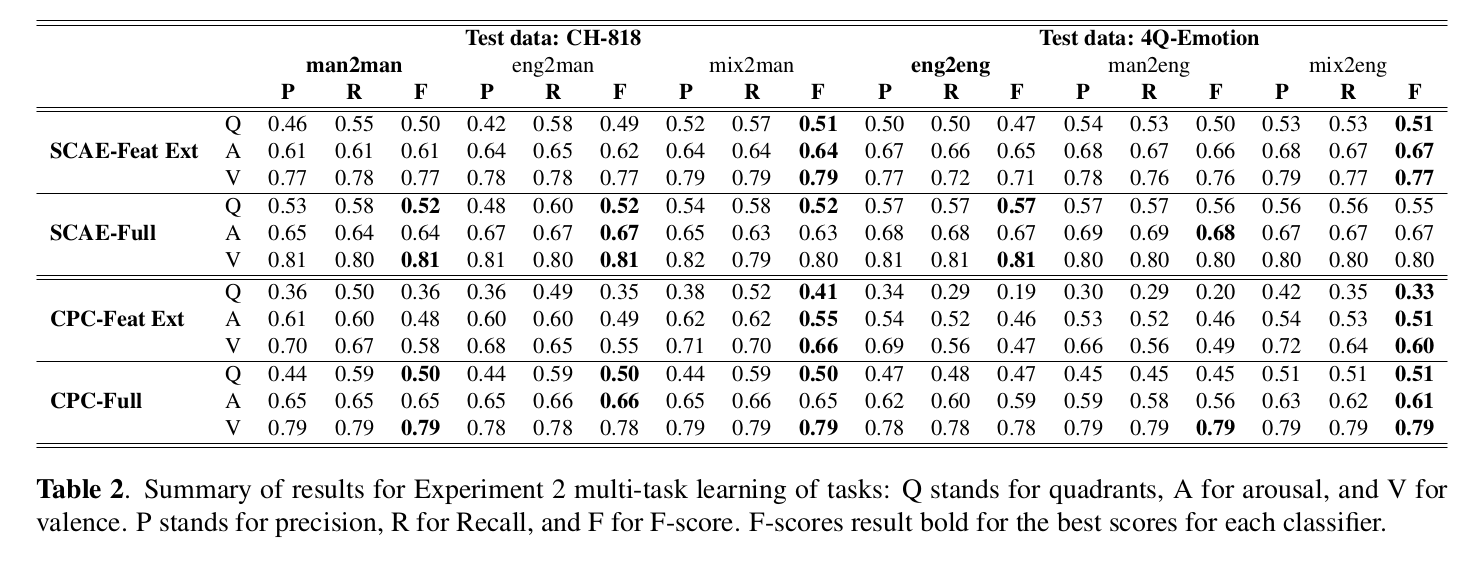 Test data: CH-818 Test data: 4Q-Emotion
man2man eng2man mix2man eng2eng man2eng mix2eng
P R F P R F P R F P R F P R F P R F
Q 0.46 0.55 0.50 0.42 0.58 0.49 0.52 0.57 0.51 0.50 0.50 0.47 0.54 0.53 0.50 0.53 0.53 0.51
SCAE-Feat Ext A 0.61 0.61 0.61 0.64 0.65 0.62 0.64 0.64 0.64 0.67 0.66 0.65 0.68 0.67 0.66 0.68 0.67 0.67
V 0.77 0.78 0.77 0.78 0.78 0.77 0.79 0.79 0.79 0.77 0.72 0.71 0.78 0.76 0.76 0.79 0.77 0.77
Q 0.53 0.58 0.52 0.48 0.60 0.52 0.54 0.58 0.52 0.57 0.57 0.57 0.57 0.57 0.56 0.56 0.56 0.55
SCAE-Full A 0.65 0.64 0.64 0.67 0.67 0.67 0.65 0.63 0.63 0.68 0.68 0.67 0.69 0.69 0.68 0.67 0.67 0.67
V 0.81 0.80 0.81 0.81 0.80 0.81 0.82 0.79 0.80 0.81 0.81 0.81 0.80 0.80 0.80 0.80 0.80 0.80
Q 0.36 0.50 0.36 0.36 0.49 0.35 0.38 0.52 0.41 0.34 0.29 0.19 0.30 0.29 0.20 0.42 0.35 0.33
CPC-Feat Ext A 0.61 0.60 0.48 0.60 0.60 0.49 0.62 0.62 0.55 0.54 0.52 0.46 0.53 0.52 0.46 0.54 0.53 0.51
V 0.70 0.67 0.58 0.68 0.65 0.55 0.71 0.70 0.66 0.69 0.56 0.47 0.66 0.56 0.49 0.72 0.64 0.60
Q 0.44 0.59 0.50 0.44 0.59 0.50 0.44 0.59 0.50 0.47 0.48 0.47 0.45 0.45 0.45 0.51 0.51 0.51
CPC-Full A 0.65 0.65 0.65 0.65 0.66 0.66 0.65 0.66 0.65 0.62 0.60 0.59 0.59 0.58 0.56 0.63 0.62 0.61
V 0.79 0.79 0.79 0.78 0.78 0.78 0.79 0.79 0.79 0.78 0.78 0.78 0.79 0.79 0.79 0.79 0.79 0.79
Table 2. Summary of results for Experiment 2 multi-task learning of tasks: Q stands for quadrants, A for arousal, and V for
valence. P stands for precision, R for Recall, and F for F-score. F-scores result bold for the best scores for each classifier.